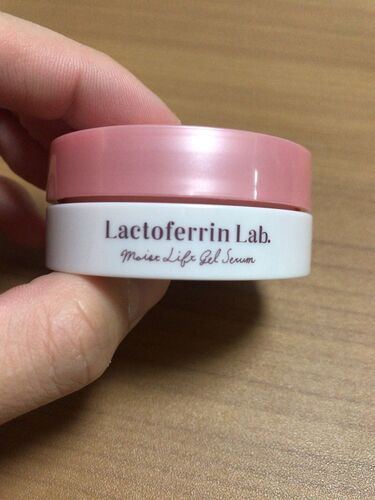 Lactoferrin Lab.
Moist Lift Gel Serum